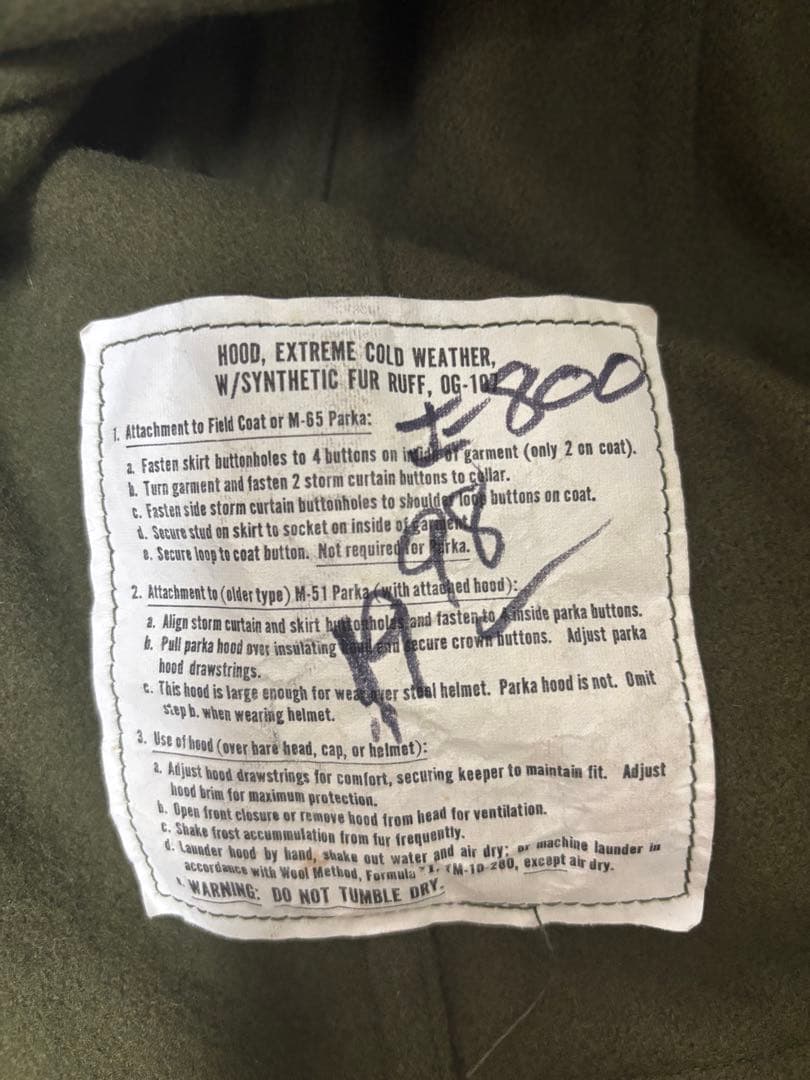 HOOD, EXTREME COLD WEATHER,
W/SYNTHETIC FUR RUFF, OG-107
I-800
1. Attachment to Field Coat or M-65 Parka:
a. Fasten skirt buttonholes to 4 buttons on inside of garment (only 2 on coat).
b. Turn garment and fasten 2 storm curtain buttons to collar.
c. Fasten side storm curtain buttonholes to shoulder loop buttons on coat.
d. Secure stud on skirt to socket on inside of garment.
e. Secure loop to coat button. Not required for Parka.
1998
2. Attachment to (older type) M-51 Parka (with attached hood):
a. Align storm curtain and skirt buttonholes and fasten to 4 inside parka buttons.
b. Pull parka hood over insulating hood and secure crown buttons. Adjust parka
hood drawstrings.
c. This hood is large enough for wear over steel helmet. Parka hood is not. Omit
step b. when wearing helmet.
3. Use of hood (over bare head, cap, or helmet):
a. Adjust hood drawstrings for comfort, securing keeper to maintain fit. Adjust
hood brim for maximum protection.
b. Open front closure or remove hood from head for ventilation.
c. Shake frost accummulation from fur frequently.
d. Launder hood by hand, shake out water and air dry; or machine launder in
accordance with Wool Method, Formula TM-10-280, except air dry.
WARNING: DO NOT TUMBLE DRY.